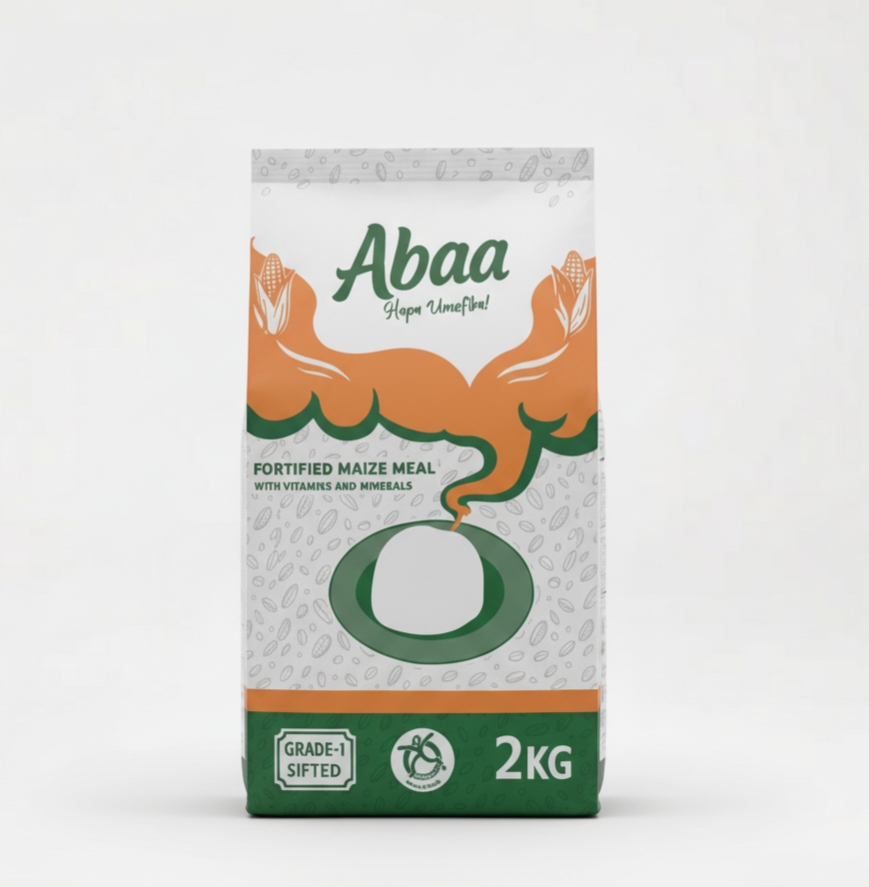 Abaa
Hapa Umefika!
FORTIFIED MAIZE MEAL
WITH VITAMINS AND MINERALS
GRADE-1
SIFTED
2KG